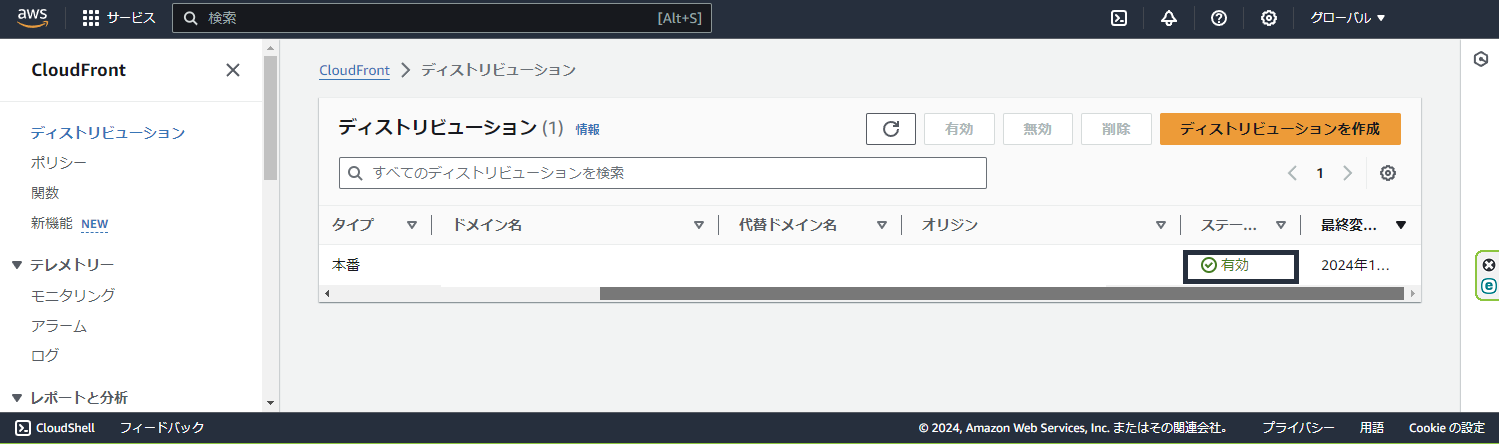 aws
サービス
検索
[Alt+S]
グローバル ▼
CloudFront
ディストリビューション
ポリシー
関数
新機能 NEW
テレメトリー
モニタリング
アラーム
ログ
レポートと分析
CloudFront > ディストリビューション
ディストリビューション (1) 情報
有効
無効
削除
ディストリビューションを作成
すべてのディストリビューションを検索
1
タイプ ドメイン名 代替ドメイン名 オリジン ステー... 最終変...
本番 有効 2024年1...
CloudShell フィードバック © 2024, Amazon Web Services, Inc. またはその関連会社。 プライバシー 用語 Cookie の設定